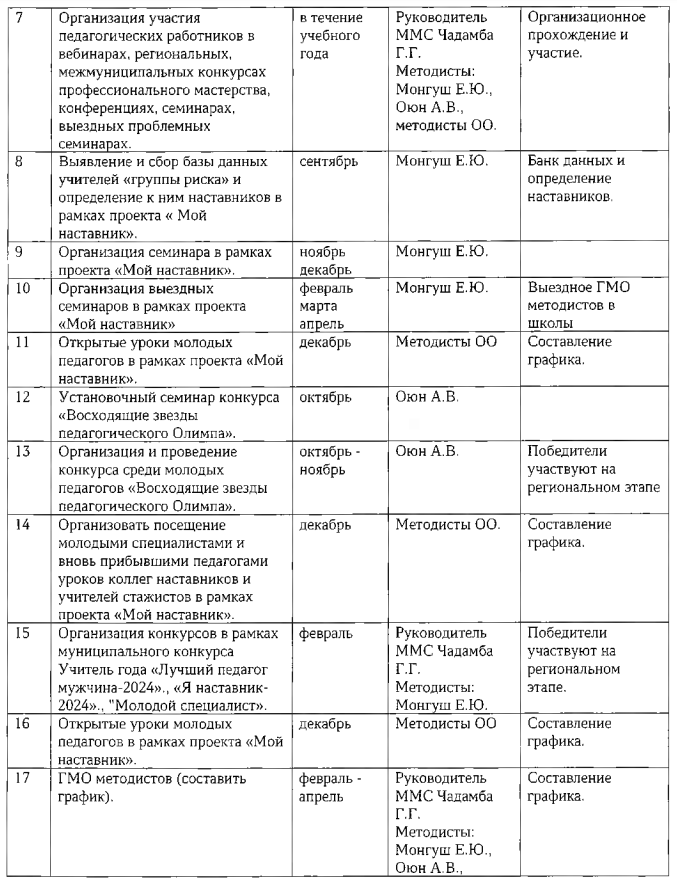 7 Организация участия в течение Руководитель Организационное
педагогических работников в учебного ММС Чадамба прохождение и
вебинарах, региональных, года Г.Г. участие.
межмуниципальных конкурсах Методисты:
профессионального мастерства, Монгуш Е.Ю.,
конференциях, семинарах, Оюн А.В.,
выездных проблемных методисты ОО.
семинарах.
8 Выявление и сбор базы данных сентябрь Монгуш Е.Ю. Банк данных и
учителей «группы риска» и определение
определение к ним наставников в наставников.
рамках проекта « Мой
наставник».
9 Организация семинара в рамках ноябрь Монгуш Е.Ю.
проекта «Мой наставник». декабрь
10 Организация выездных февраль Монгуш Е.Ю. Выездное ГМО
семинаров в рамках проекта марта методистов в
«Мой наставник» апрель школы
11 Открытые уроки молодых декабрь Методисты ОО Составление
педагогов в рамках проекта «Мой графика.
наставник».
12 Установочный семинар конкурса октябрь Оюн А.В.
«Восходящие звезды
педагогического Олимпа».
13 Организация и проведение октябрь - Оюн А.В. Победители
конкурса среди молодых ноябрь участвуют на
педагогов «Восходящие звезды региональном этапе
педагогического Олимпа».
14 Организовать посещение декабрь Методисты ОО. Составление
молодыми специалистами и графика.
вновь прибывшими педагогами
уроков коллег наставников и
учителей стажистов в рамках
проекта «Мой наставник».
15 Организация конкурсов в рамках февраль Руководитель Победители
муниципального конкурса ММС Чадамба участвуют на
Учитель года «Лучший педагог Г.Г. региональном
мужчина-2024»., «Я наставник- Методисты: этапе.
2024»., "Молодой специалист». Монгуш Е.Ю.
16 Открытые уроки молодых декабрь Методисты ОО Составление
педагогов в рамках проекта «Мой графика.
наставник».
17 ГМО методистов (составить февраль - Руководитель Составление
график). апрель ММС Чадамба графика.
Г.Г.
Методисты:
Монгуш Е.Ю.,
Оюн А.В.,